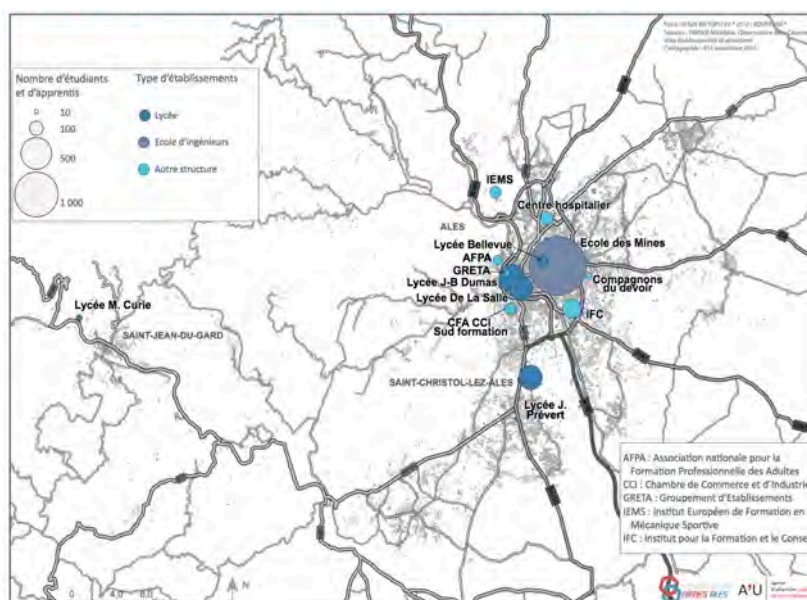 Nombre d'étudiants
et d'apprentis
10
100
500
1 000
Type d'établissements
Lycée
Ecole d'ingénieurs
Autre structure
IEMS
Centre hospitalier
ALES
Lycée Bellevue
Ecole des Mines
AFPA
GRETA
Lycée J-B Dumas
Compagnons
du devoir
Lycée De La Salle
IFC
CFA CCI
Sud formation
Lycée M. Curie
SAINT-JEAN-DU-GARD
SAINT-CHRISTOL-LEZ-ALES
Lycée J.
Prévert
AFPA : Association nationale pour la
Formation Professionnelle des Adultes
CCI : Chambre de Commerce et d'Industrie
GRETA : Groupement d'Etablissements
IEMS : Institut Européen de Formation en
Mécanique Sportive
IFC : Institut pour la Formation et le Conse
0
N
NÎMES ALÈS
A'U